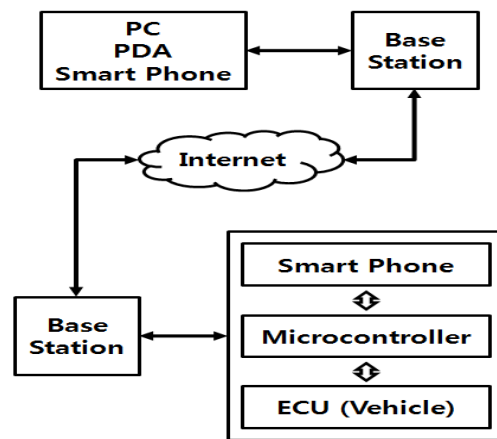 PC
PDA
Smart Phone
Base
Station
Internet
Base
Station
Smart Phone
Microcontroller
ECU (Vehicle)